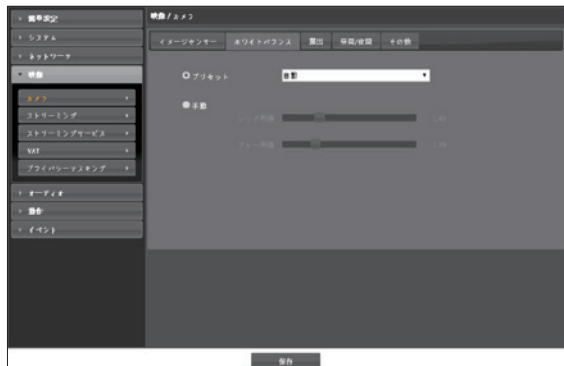 簡単設定
システム
ネットワーク
映像
カメラ
ストリーミング
ストリーミングサービス
VAT
プライバシーマスキング
オーディオ
動作
イベント
映像 / カメラ
イメージセンサー
ホワイトバランス
露出
昼間/夜間
その他
プリセット
自動
手動
保存